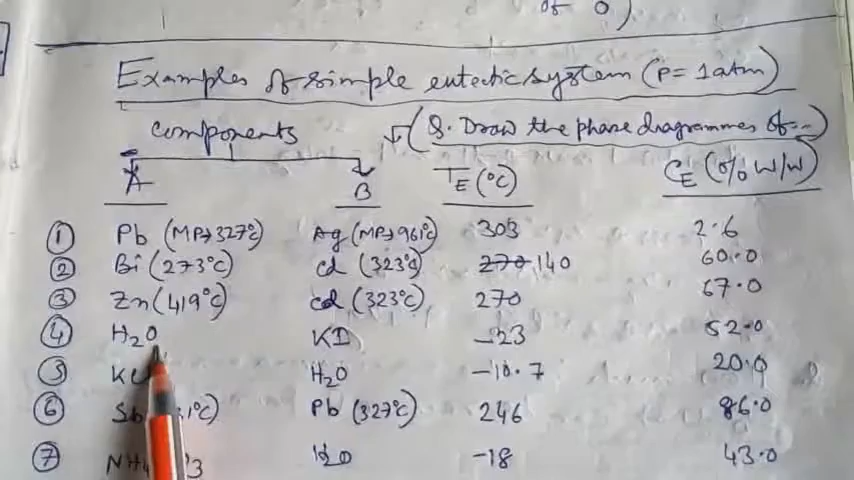 of O)
Examples of simple eutectic system (P= 1atm)
components
(Q. Draw the phase diagrammes of...)
A B TE (°C) CE (% W/W)
① Pb (MP→327°C) Ag (MP→961°C) 303 2.6
② Bi (273°C) cd (323°C) 270 140 60.0
③ Zn (419°C) cd (323°C) 270 67.0
④ H2O KI -23 52.0
⑤ H2O 20.0
⑥ Sb Pb (327°C) 246 86.0
⑦ H2O -18 43.0